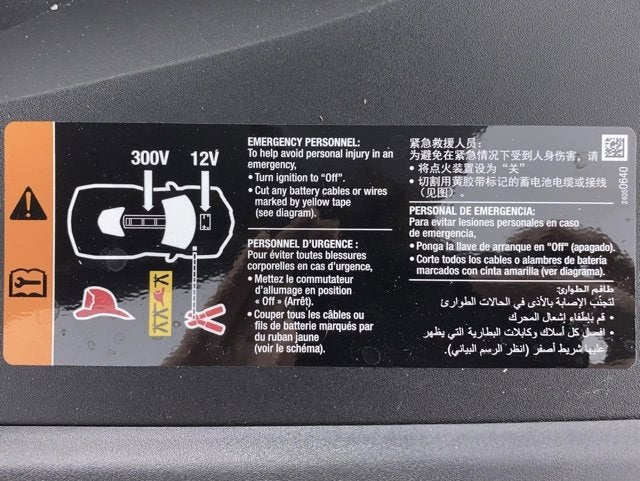 300V 12V
EMERGENCY PERSONNEL:
To help avoid personal injury in an
emergency,
• Turn ignition to "Off".
• Cut any battery cables or wires
marked by yellow tape
(see diagram).
PERSONNEL D'URGENCE :
Pour éviter toutes blessures
corporelles en cas d'urgence,
• Mettez le commutateur
d'allumage en position
« Off » (Arrêt).
• Couper tous les câbles ou
fils de batterie marqués par
du ruban jaune
(voir le schéma).
紧急救援人员:
为避免在紧急情况下受到人身伤害，请
• 将点火装置设为“关”
• 切割用黄胶带标记的蓄电池电缆或接线
（见图）。
24260640
PERSONAL DE EMERGENCIA:
Para evitar lesiones personales en caso
de emergencia,
• Ponga la llave de arranque en "Off" (apagado).
• Corte todos los cables o alambres de batería
marcados con cinta amarilla (ver diagrama).
طاقم الطوارئ:
لتجنّب الإصابة بالأذى في الحالات الطوارئ
• قم بإطفاء إشعال المحرك
• افصل كل أسلاك وكابلات البطارية التي يظهر
عليها شريط أصفر (انظر الرسم البياني).